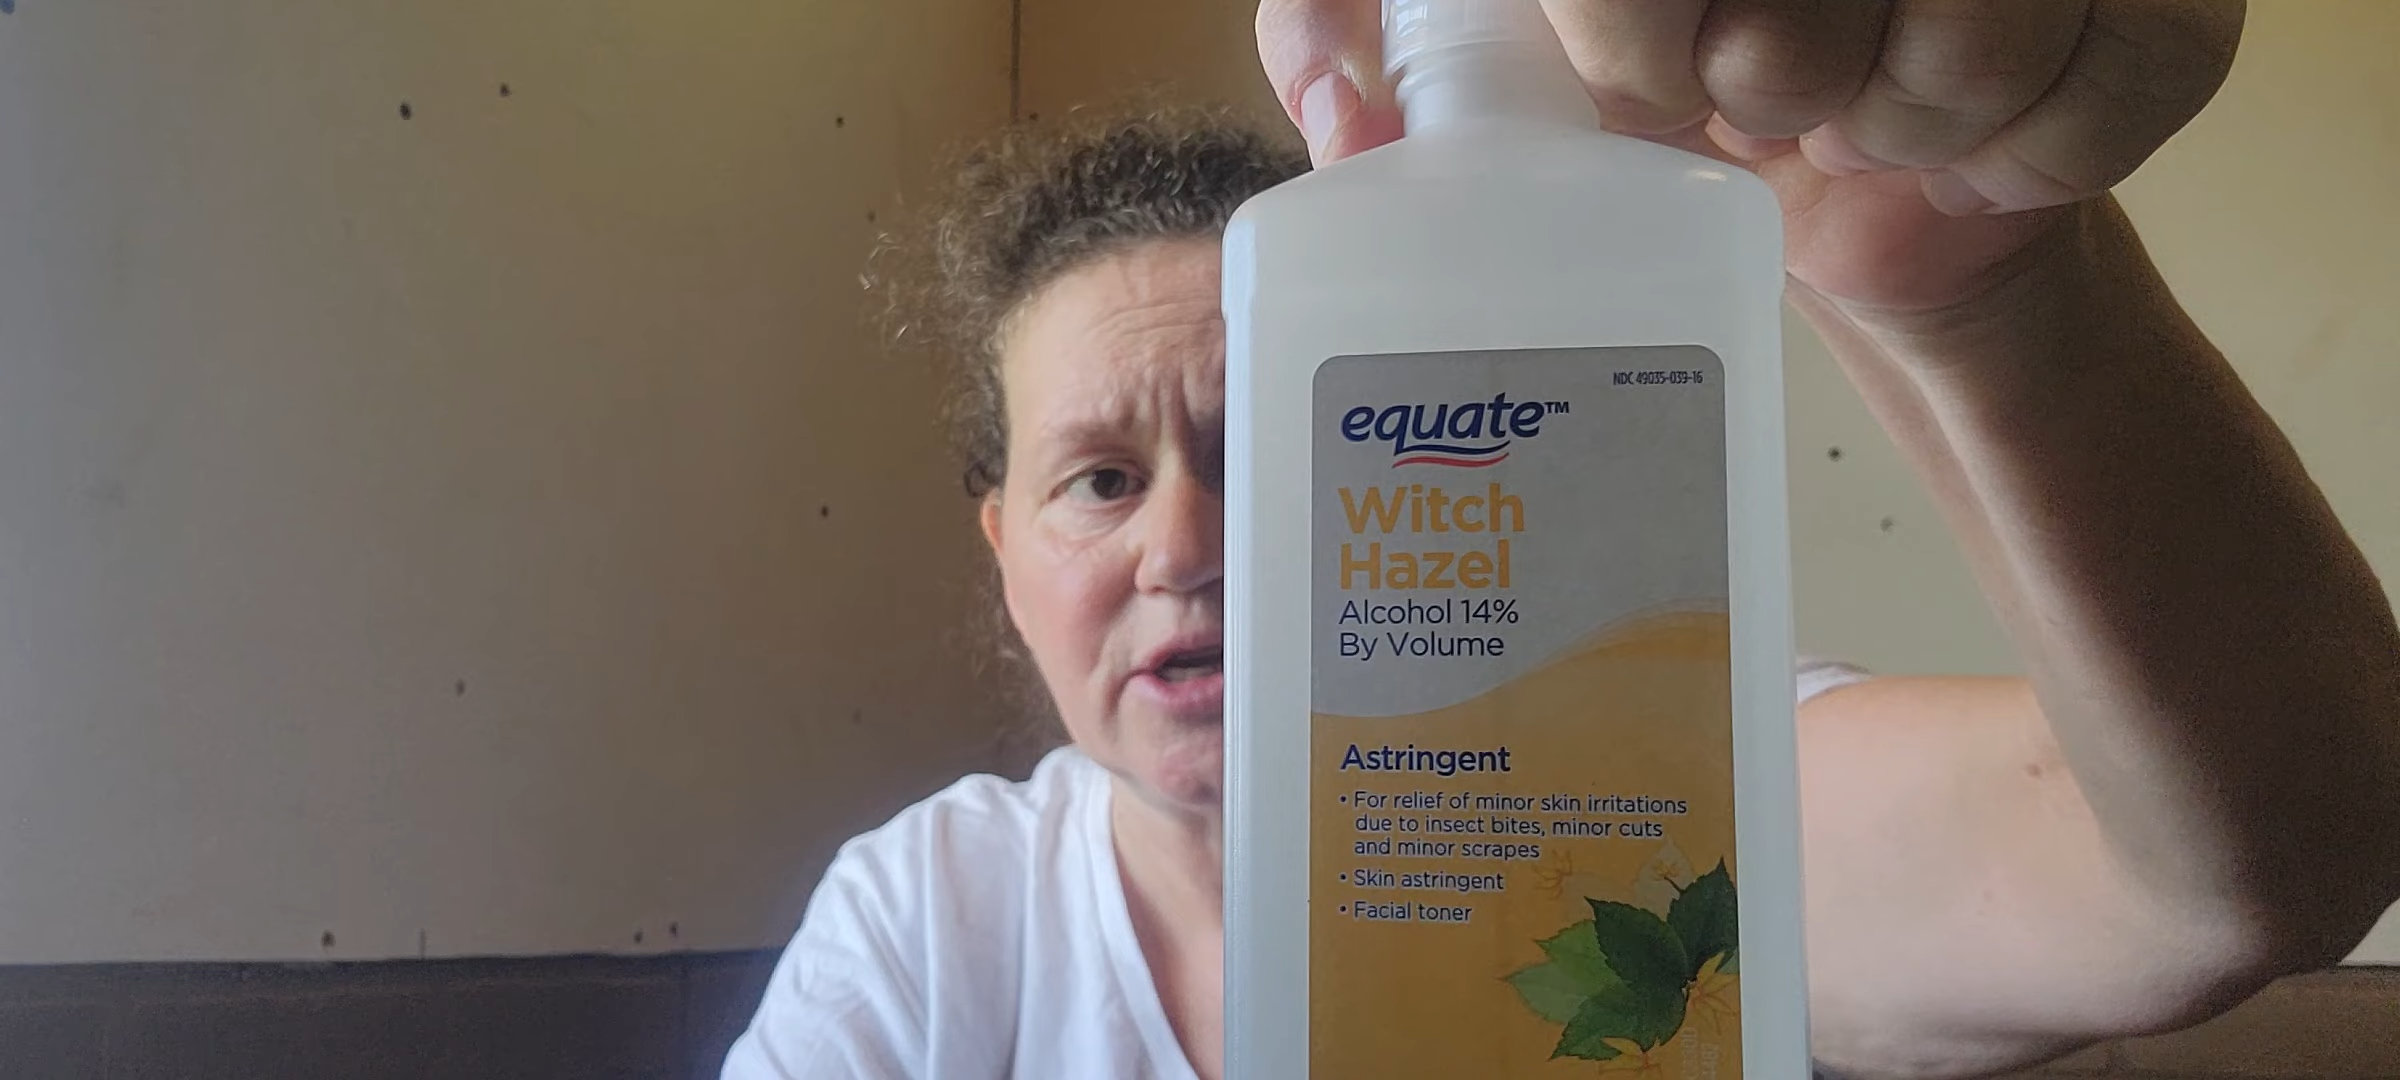 NDC 49035-039-16
equate™
Witch
Hazel
Alcohol 14%
By Volume
Astringent
• For relief of minor skin irritations
due to insect bites, minor cuts
and minor scrapes
• Skin astringent
• Facial toner